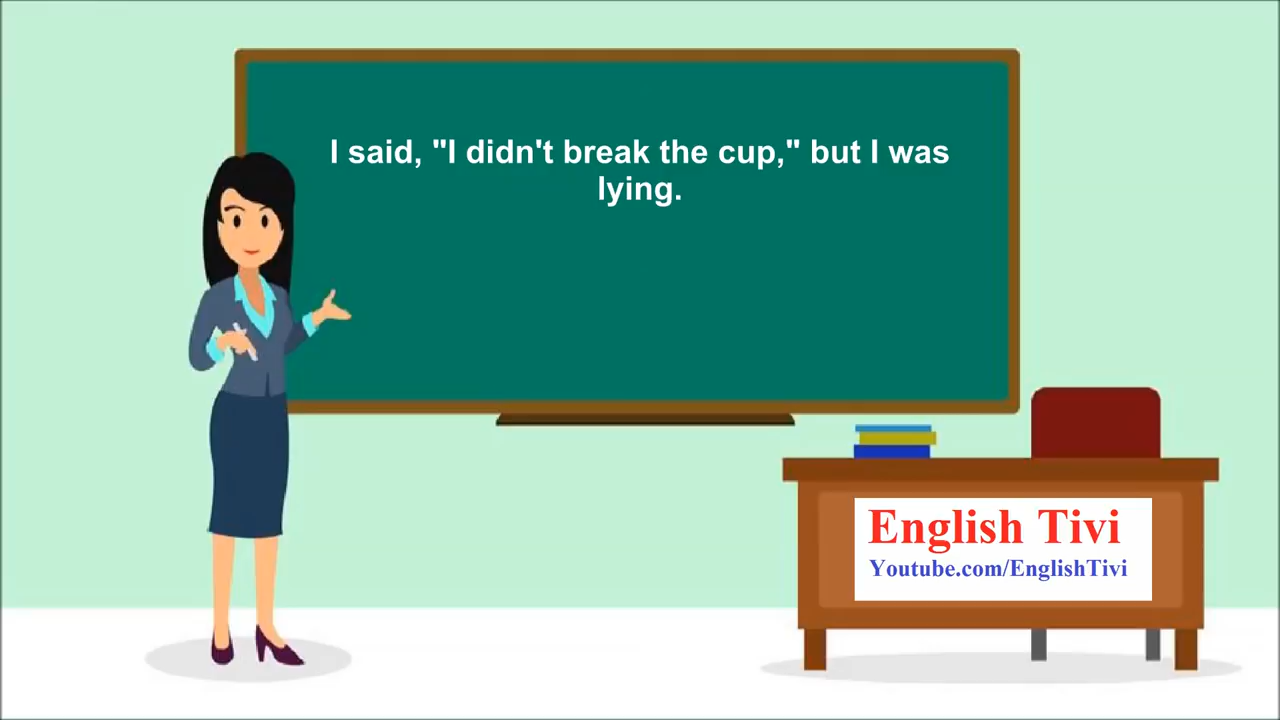 I said, "I didn't break the cup," but I was
lying.
English Tivi
Youtube.com/EnglishTivi